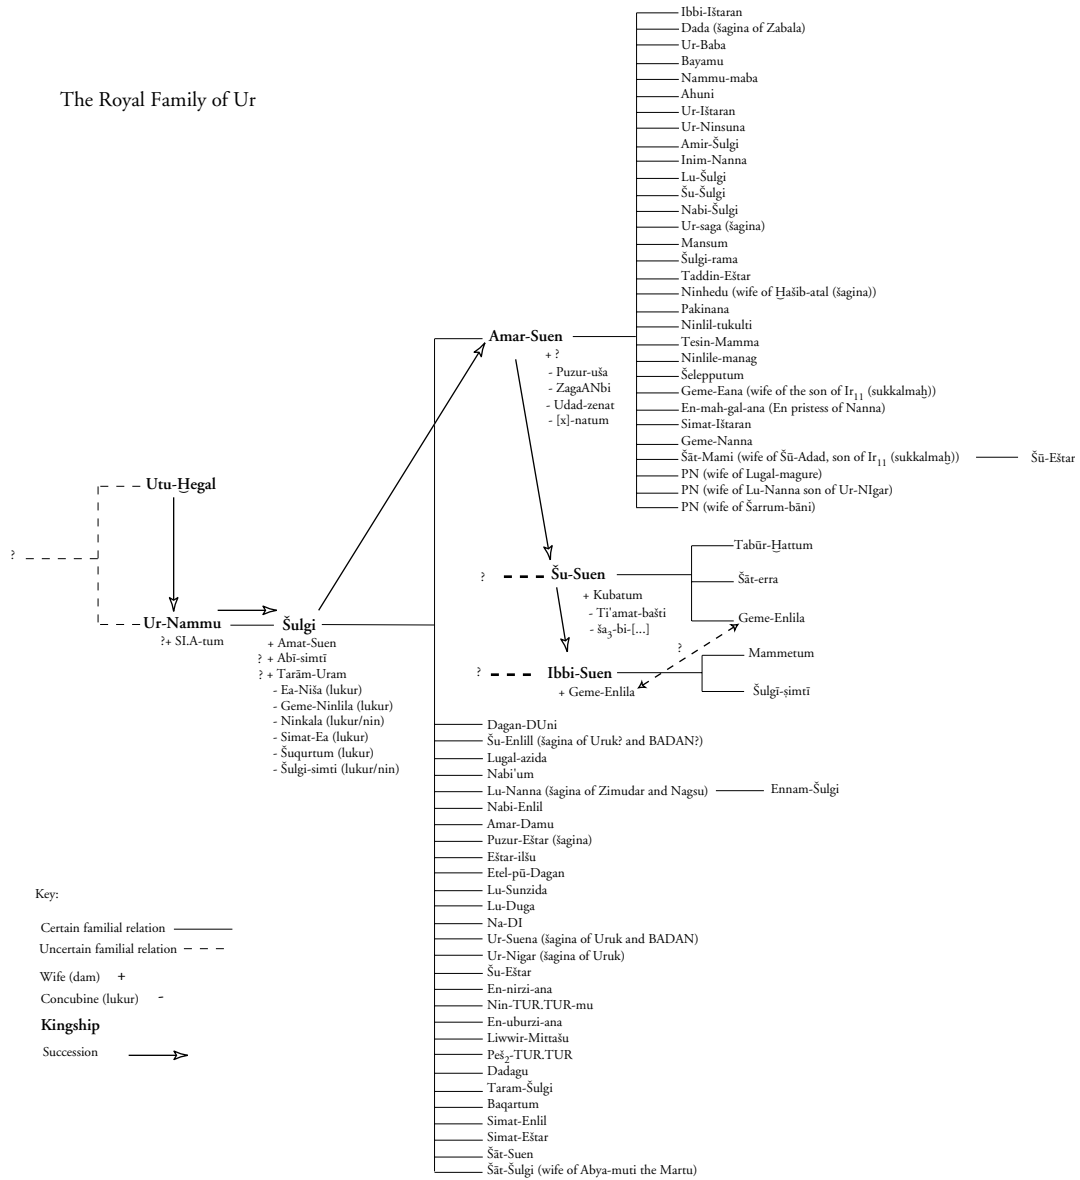 The Royal Family of Ur
Ibbi-Ištaran
Dada (šagina of Zabala)
Ur-Baba
Bayamu
Nammu-maba
Ahuni
Ur-Ištaran
Ur-Ninsuna
Amir-Šulgi
Inim-Nanna
Lu-Šulgi
Šu-Šulgi
Nabi-Šulgi
Ur-saga (šagina)
Mansum
Šulgi-rama
Taddin-Eštar
Ninhedu (wife of Ḫašib-atal (šagina))
Pakinana
Ninlil-tukulti
Tesin-Mamma
Ninlile-manag
Šelepputum
Geme-Eana (wife of the son of Ir11 (sukkalmaḫ))
En-mah-gal-ana (En pristess of Nanna)
Simat-Ištaran
Geme-Nanna
Šāt-Mami (wife of Šū-Adad, son of Ir11 (sukkalmaḫ))
Šū-Eštar
PN (wife of Lugal-magure)
PN (wife of Lu-Nanna son of Ur-NIgar)
PN (wife of Šarrum-bāni)
Amar-Suen
+ ?
- Puzur-uša
- ZagaANbi
- Udad-zenat
- [x]-natum
Utu-Ḫegal
?
Ur-Nammu
?+ SI.A-tum
Šulgi
+ Amat-Suen
? + Abī-simtī
? + Tarām-Uram
- Ea-Niša (lukur)
- Geme-Ninlila (lukur)
- Ninkala (lukur/nin)
- Simat-Ea (lukur)
- Šuqurtum (lukur)
- Šulgi-simti (lukur/nin)
?
Šu-Suen
+ Kubatum
- Ti'amat-bašti
- ša3-bi-[...]
Tabūr-Ḫattum
Šāt-erra
Geme-Enlila
?
?
Ibbi-Suen
+ Geme-Enlila
Mammetum
Šulgī-ṣimtī
Dagan-DUni
Šu-Enlill (šagina of Uruk? and BADAN?)
Lugal-azida
Nabi'um
Lu-Nanna (šagina of Zimudar and Nagsu)
Ennam-Šulgi
Nabi-Enlil
Amar-Damu
Puzur-Eštar (šagina)
Eštar-ilšu
Etel-pū-Dagan
Lu-Sunzida
Lu-Duga
Na-DI
Ur-Suena (šagina of Uruk and BADAN)
Ur-Nigar (šagina of Uruk)
Šu-Eštar
En-nirzi-ana
Nin-TUR.TUR-mu
En-uburzi-ana
Liwwir-Mittašu
Peš2-TUR.TUR
Dadagu
Taram-Šulgi
Baqartum
Simat-Enlil
Simat-Eštar
Šāt-Suen
Šāt-Šulgi (wife of Abya-muti the Martu)
Key:
Certain familial relation
Uncertain familial relation
Wife (dam) +
Concubine (lukur) -
Kingship
Succession